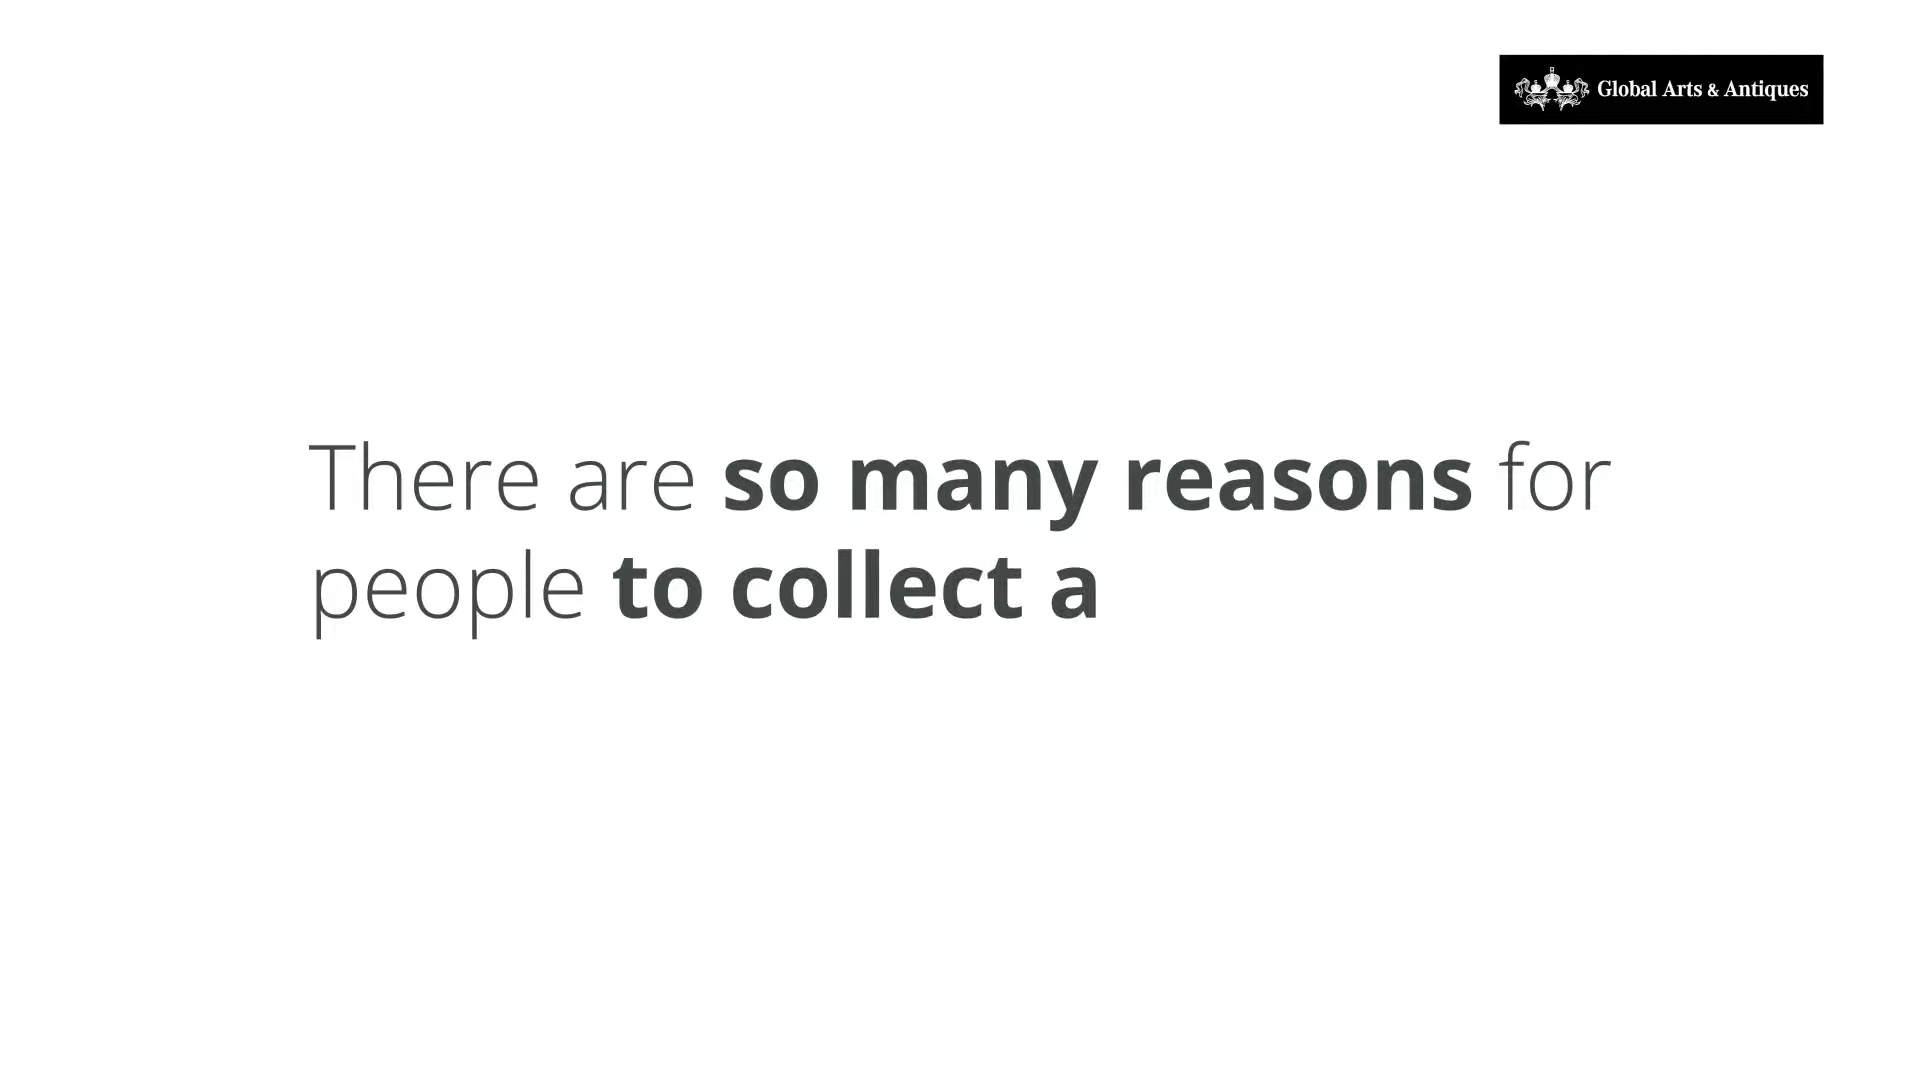 Global Arts & Antiques
There are so many reasons for
people to collect a